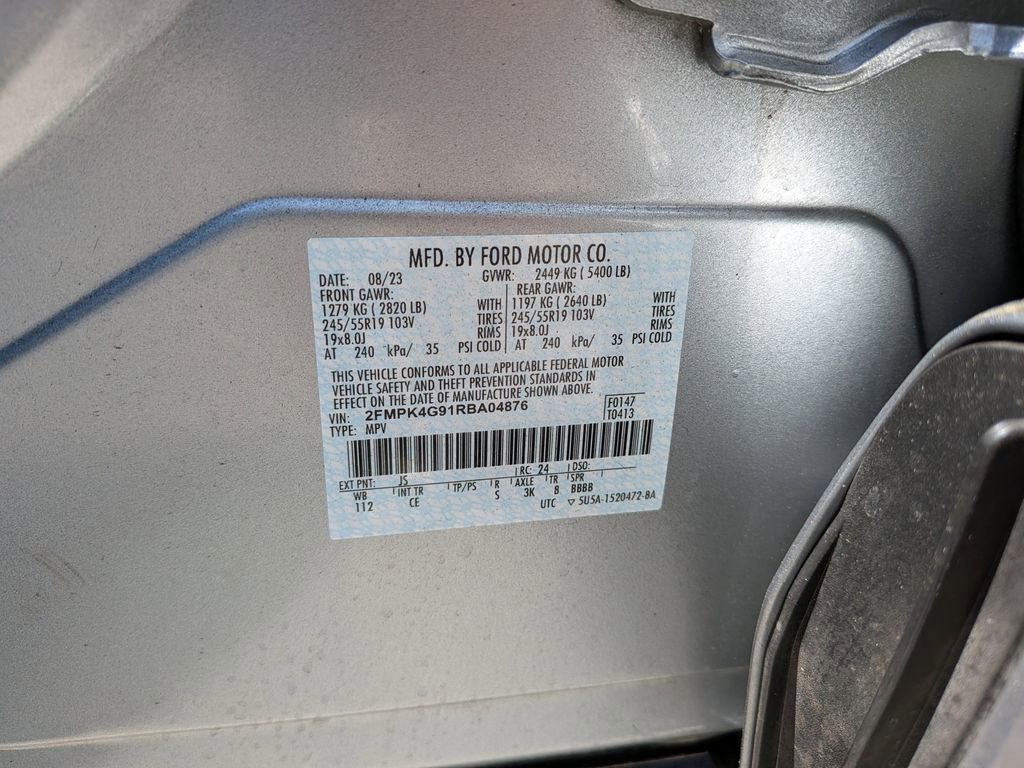 MFD. BY FORD MOTOR CO.
DATE: 08/23 GVWR: 2449 KG ( 5400 LB)
FRONT GAWR: REAR GAWR:
1279 KG ( 2820 LB) WITH 1197 KG ( 2640 LB) WITH
245/55R19 103V TIRES 245/55R19 103V TIRES
19x8.0J RIMS 19x8.0J RIMS
AT 240 kPa/ 35 PSI COLD AT 240 kPa/ 35 PSI COLD
THIS VEHICLE CONFORMS TO ALL APPLICABLE FEDERAL MOTOR
VEHICLE SAFETY AND THEFT PREVENTION STANDARDS IN
EFFECT ON THE DATE OF MANUFACTURE SHOWN ABOVE.
VIN: 2FMPK4G91RBA04876 F0147
TYPE: MPV T0413
EXT PNT: JS RC: 24 DSO:
WB INT TR TP/PS R AXLE TR SPR
112 CE S 3K 8 BBBB
UTC ▽ 5U5A-1520472-BA